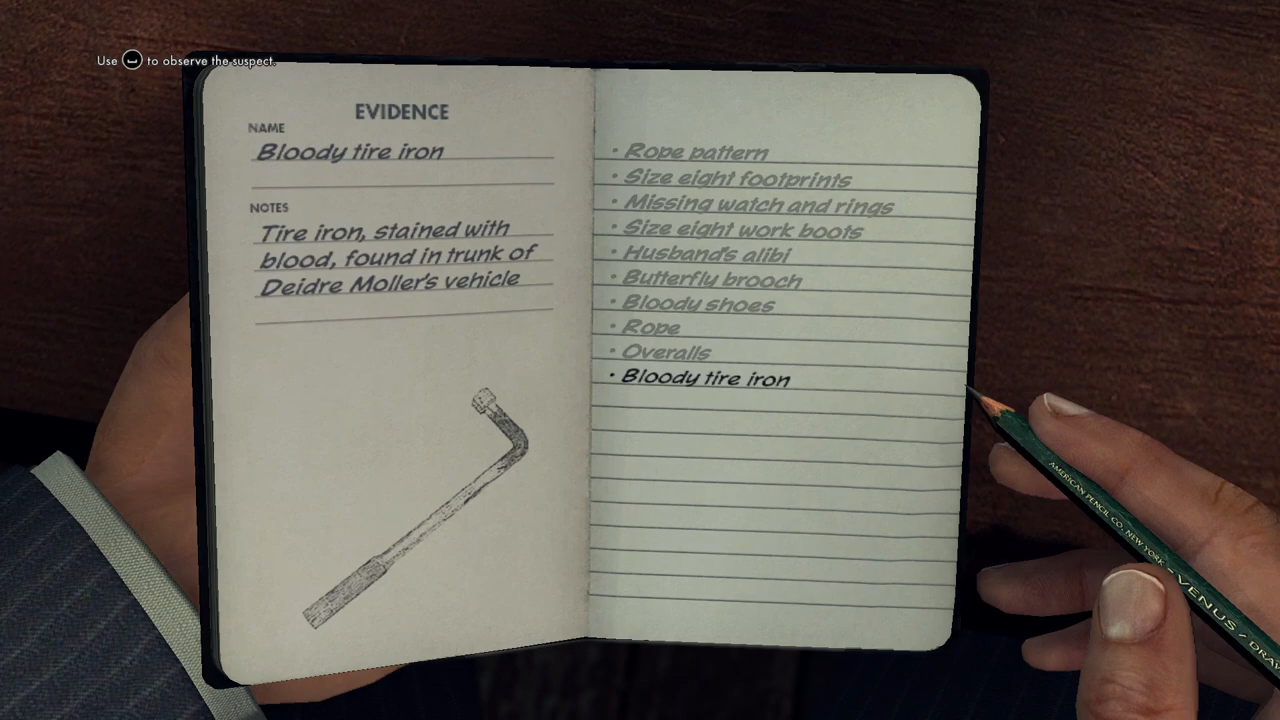 Use to observe the suspect.
EVIDENCE
NAME
Bloody tire iron
NOTES
Tire iron, stained with
blood, found in trunk of
Deidre Moller's vehicle
• Rope pattern
• Size eight footprints
• Missing watch and rings
• Size eight work boots
• Husband's alibi
• Butterfly brooch
• Bloody shoes
• Rope
• Overalls
• Bloody tire iron
AMERICAN PENCIL CO. NEW YORK • VENUS / DRAW